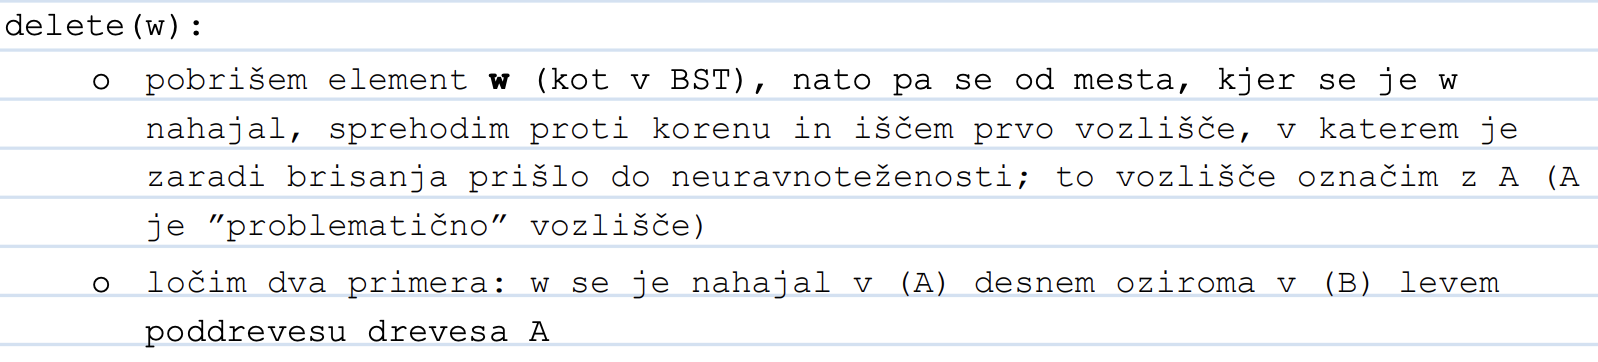 delete(w):
o pobrišem element w (kot v BST), nato pa se od mesta, kjer se je w
nahajal, sprehodim proti korenu in iščem prvo vozlišče, v katerem je
zaradi brisanja prišlo do neuravnoteženosti; to vozlišče označim z A (A
je ”problematično” vozlišče)
o ločim dva primera: w se je nahajal v (A) desnem oziroma v (B) levem
poddrevesu drevesa A